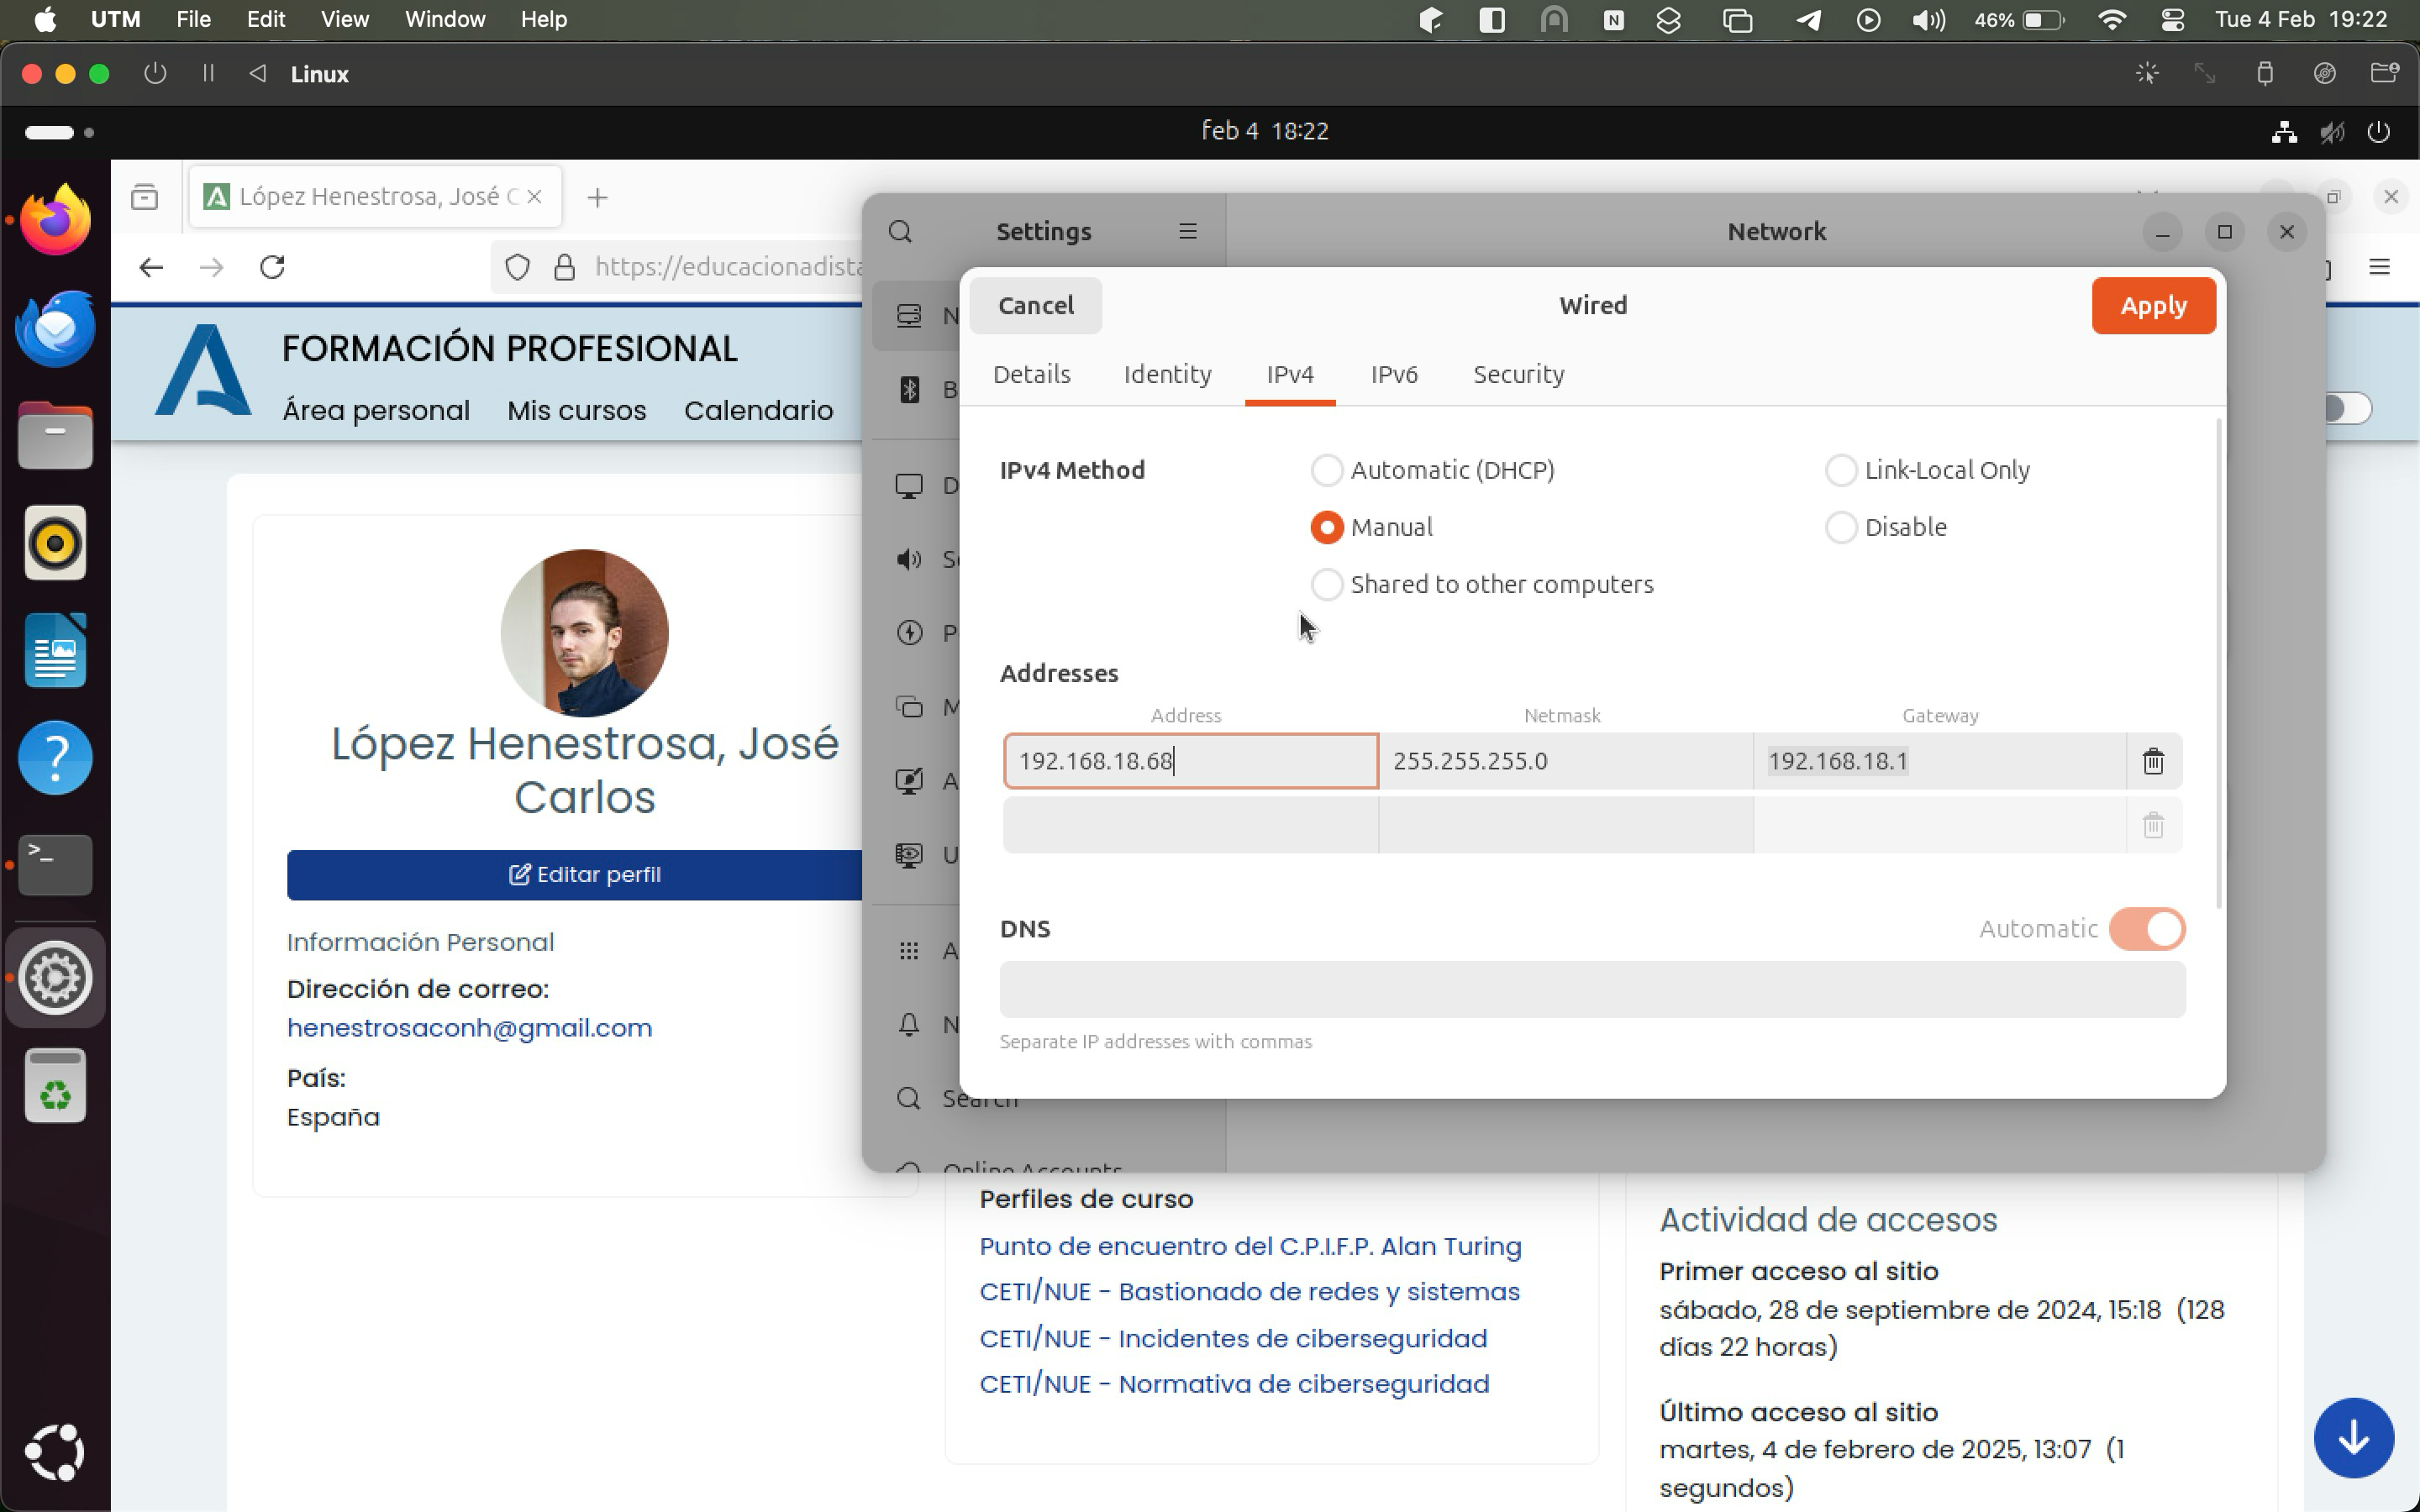 UTM File Edit View Window Help
46% Tue 4 Feb 19:22
Linux
feb 4 18:22
López Henestrosa, José C
https://educacionadista
FORMACIÓN PROFESIONAL
Área personal Mis cursos Calendario
López Henestrosa, José
Carlos
Editar perfil
Información Personal
Dirección de correo:
henestrosaconh@gmail.com
País:
España
Settings
Network
N
B
D
S
P
M
A
U
A
N
Search
Online Accounts
Cancel Wired Apply
Details Identity IPv4 IPv6 Security
IPv4 Method Automatic (DHCP) Link-Local Only
Manual Disable
Shared to other computers
Addresses
Address Netmask Gateway
192.168.18.68 255.255.255.0 192.168.18.1
DNS Automatic
Separate IP addresses with commas
Perfiles de curso
Punto de encuentro del C.P.I.F.P. Alan Turing
CETI/NUE - Bastionado de redes y sistemas
CETI/NUE - Incidentes de ciberseguridad
CETI/NUE - Normativa de ciberseguridad
Actividad de accesos
Primer acceso al sitio
sábado, 28 de septiembre de 2024, 15:18 (128
días 22 horas)
Último acceso al sitio
martes, 4 de febrero de 2025, 13:07 (1
segundos)